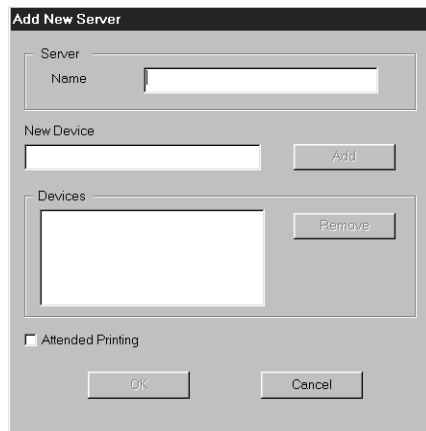 Add New Server
Server
Name
New Device
Add
Devices
Remove
Attended Printing
OK
Cancel